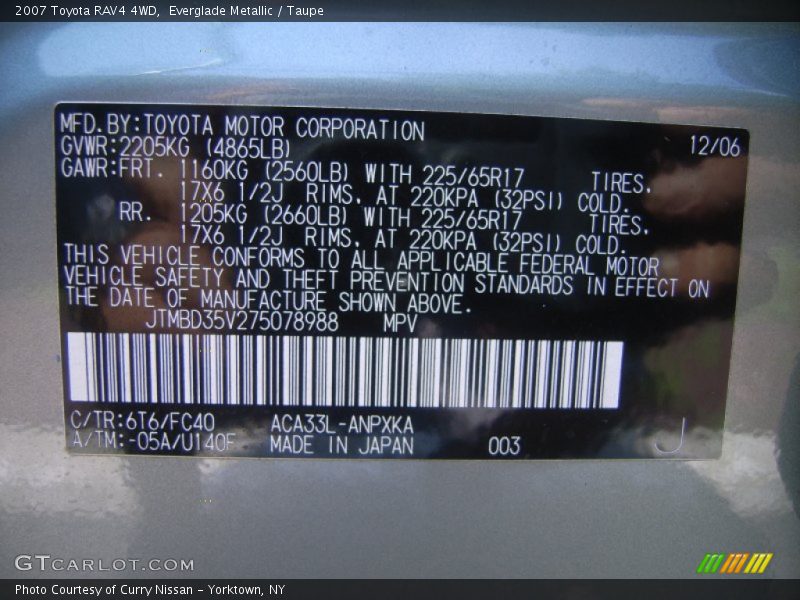 2007 Toyota RAV4 4WD, Everglade Metallic / Taupe
MFD. BY:TOYOTA MOTOR CORPORATION 12/06
GVWR:2205KG (4865LB)
GAWR:FRT. 1160KG (2560LB) WITH 225/65R17 TIRES.
17X6 1/2J RIMS, AT 220KPA (32PSI) COLD.
RR. 1205KG (2660LB) WITH 225/65R17 TIRES.
17X6 1/2J RIMS, AT 220KPA (32PSI) COLD.
THIS VEHICLE CONFORMS TO ALL APPLICABLE FEDERAL MOTOR
VEHICLE SAFETY AND THEFT PREVENTION STANDARDS IN EFFECT ON
THE DATE OF MANUFACTURE SHOWN ABOVE.
JTMBD35V275078988 MPV
C/TR:6T6/FC40 ACA33L-ANPXKA
A/TM:-05A/U140F MADE IN JAPAN 003 J
GTCARLOT.COM
Photo Courtesy of Curry Nissan - Yorktown, NY